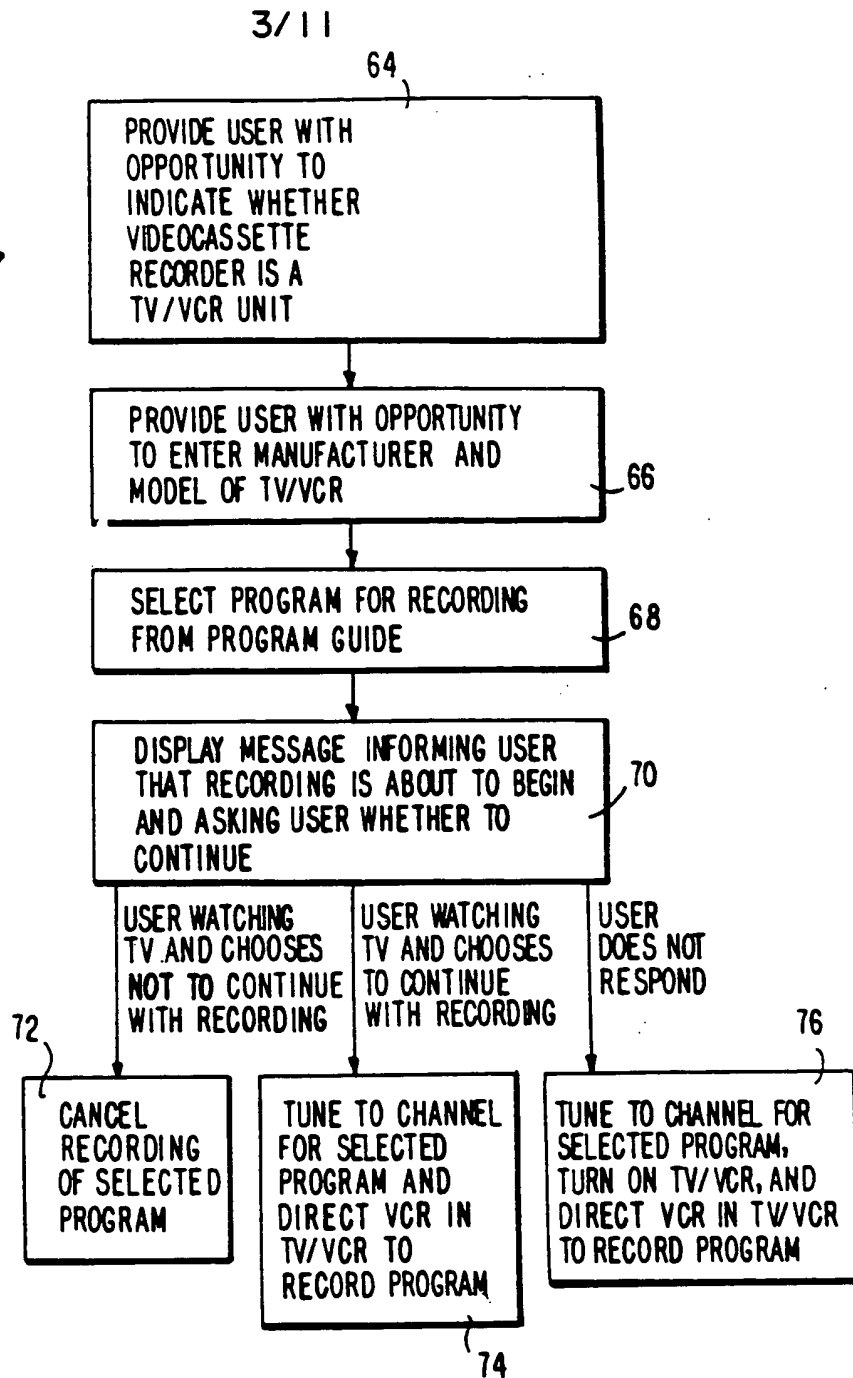 3/11
64
PROVIDE USER WITH
OPPORTUNITY TO
INDICATE WHETHER
VIDEOCASSETTE
RECORDER IS A
TV/VCR UNIT
PROVIDE USER WITH OPPORTUNITY
TO ENTER MANUFACTURER AND
MODEL OF TV/VCR
66
SELECT PROGRAM FOR RECORDING
FROM PROGRAM GUIDE
68
DISPLAY MESSAGE INFORMING USER
THAT RECORDING IS ABOUT TO BEGIN
AND ASKING USER WHETHER TO
CONTINUE
70
USER WATCHING
TV AND CHOOSES
NOT TO CONTINUE
WITH RECORDING
USER WATCHING
TV AND CHOOSES
TO CONTINUE
WITH RECORDING
USER
DOES NOT
RESPOND
72
CANCEL
RECORDING
OF SELECTED
PROGRAM
TUNE TO CHANNEL
FOR SELECTED
PROGRAM AND
DIRECT VCR IN
TV/VCR TO
RECORD PROGRAM
74
76
TUNE TO CHANNEL FOR
SELECTED PROGRAM,
TURN ON TV/VCR, AND
DIRECT VCR IN TV/VCR
TO RECORD PROGRAM